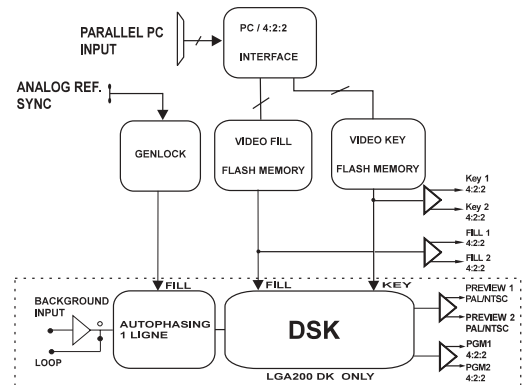 PARALLEL PC
INPUT
PC / 4:2:2
INTERFACE
ANALOG REF.
SYNC
GENLOCK
VIDEO FILL
FLASH MEMORY
VIDEO KEY
FLASH MEMORY
Key 1
4:2:2
Key 2
4:2:2
FILL 1
4:2:2
FILL 2
4:2:2
FILL
FILL
KEY
BACKGROUND
INPUT
LOOP
AUTOPHASING
1 LIGNE
DSK
PREVIEW 1
PAL/NTSC
PREVIEW 2
PAL/NTSC
PGM1
4:2:2
PGM2
4:2:2
LGA200 DK ONLY